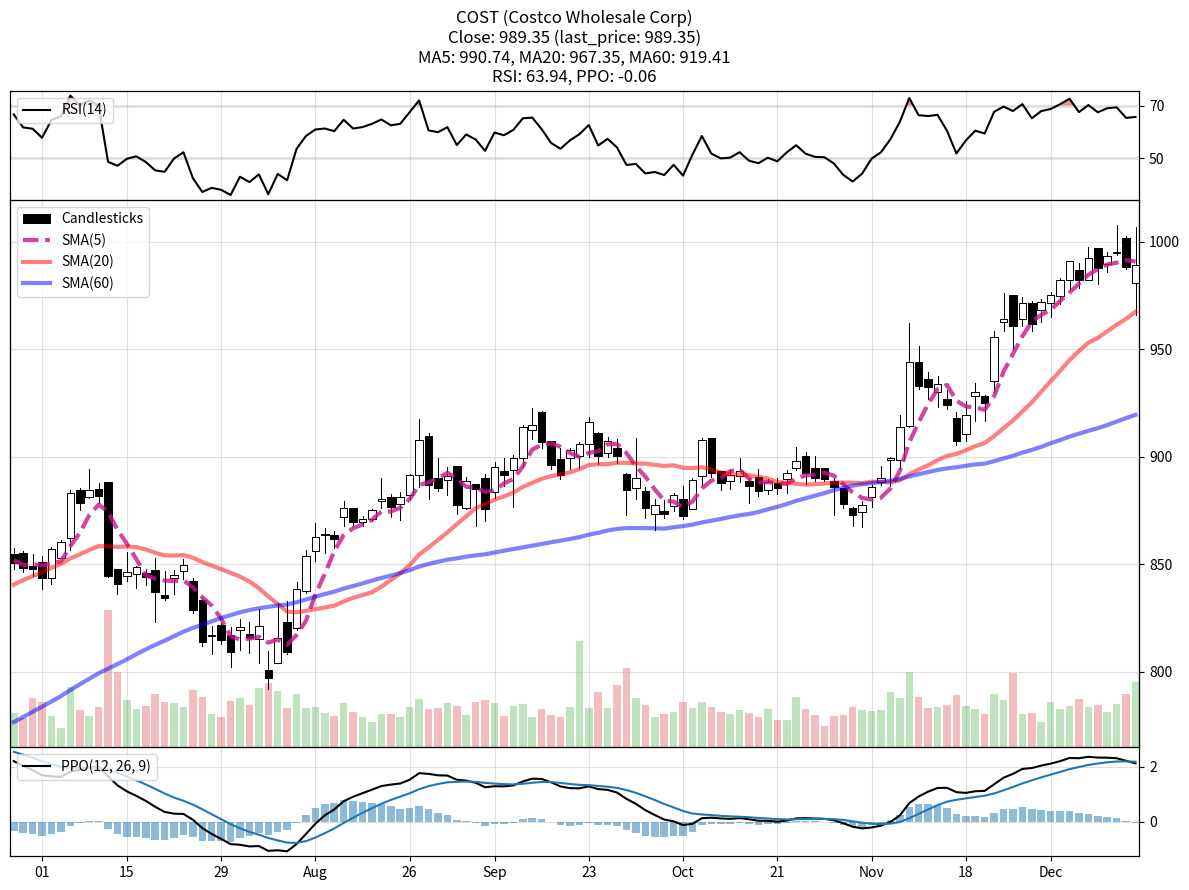 COST (Costco Wholesale Corp)
Close: 989.35 (last_price: 989.35)
MA5: 990.74, MA20: 967.35, MA60: 919.41
RSI: 63.94, PPO: -0.06
RSI(14)
70
50
Candlesticks
SMA(5)
SMA(20)
SMA(60)
1000
950
900
850
800
PPO(12, 26, 9)
2
0
01 15 29 Aug 26 Sep 23 Oct 21 Nov 18 Dec